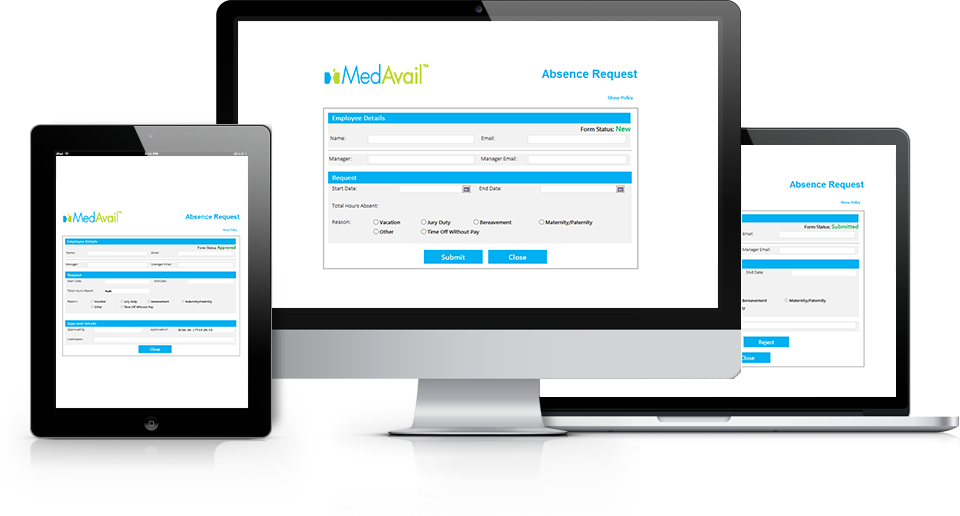 MedAvail™
Absence Request
Show Policy
Employee Details
Form Status: New
Name: Email:
Manager: Manager Email:
Request
Start Date: End Date:
Total Hours Absent:
Reason: Vacation Jury Duty Bereavement Maternity/Paternity
Other Time Off Without Pay
Submit Close
iPad
MedAvail™
Absence Request
Show Policy
Employee Details
Form Status: Approved
Name: Email:
Manager: Manager Email:
Request
Start Date: End Date:
Total Hours Absent:
Reason: Vacation Jury Duty Bereavement Maternity/Paternity
Other Time Off Without Pay
Approval Details
Approved By:
Comments:
Close
Absence Request
Show Policy
Form Status: Submitted
Email:
Manager Email:
End Date:
Bereavement Maternity/Paternity
Reject
Close